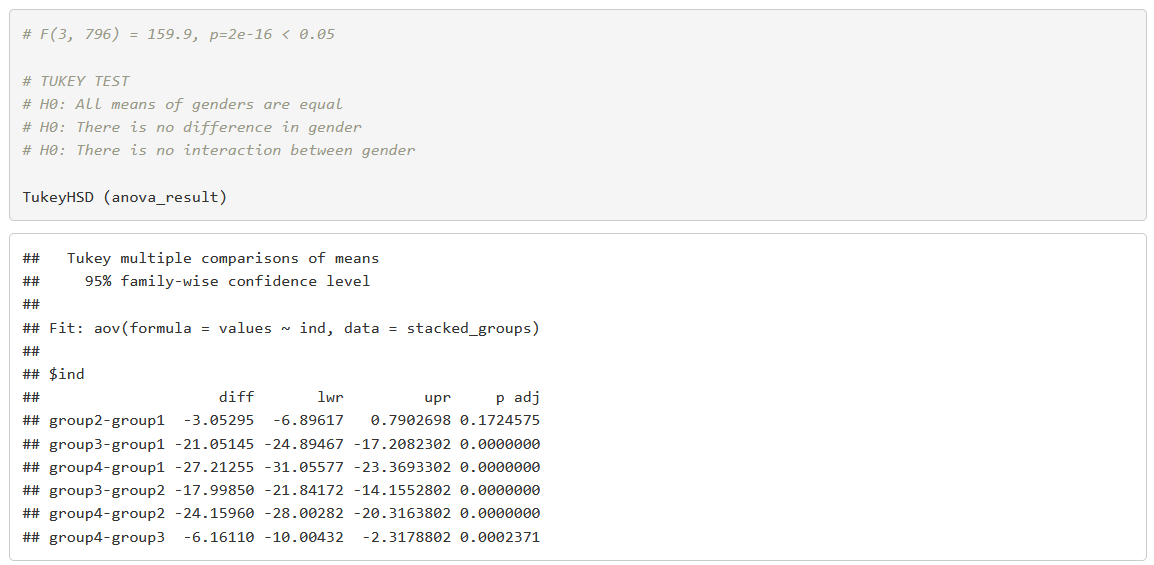 # F(3, 796) = 159.9, p=2e-16 < 0.05
# TUKEY TEST
# H0: All means of genders are equal
# H0: There is no difference in gender
# H0: There is no interaction between gender
TukeyHSD (anova_result)
##   Tukey multiple comparisons of means
##     95% family-wise confidence level
##
## Fit: aov(formula = values ~ ind, data = stacked_groups)
##
## $ind
##                    diff       lwr         upr     p adj
## group2-group1  -3.05295  -6.89617   0.7902698 0.1724575
## group3-group1 -21.05145 -24.89467 -17.2082302 0.0000000
## group4-group1 -27.21255 -31.05577 -23.3693302 0.0000000
## group3-group2 -17.99850 -21.84172 -14.1552802 0.0000000
## group4-group2 -24.15960 -28.00282 -20.3163802 0.0000000
## group4-group3  -6.16110 -10.00432  -2.3178802 0.0002371